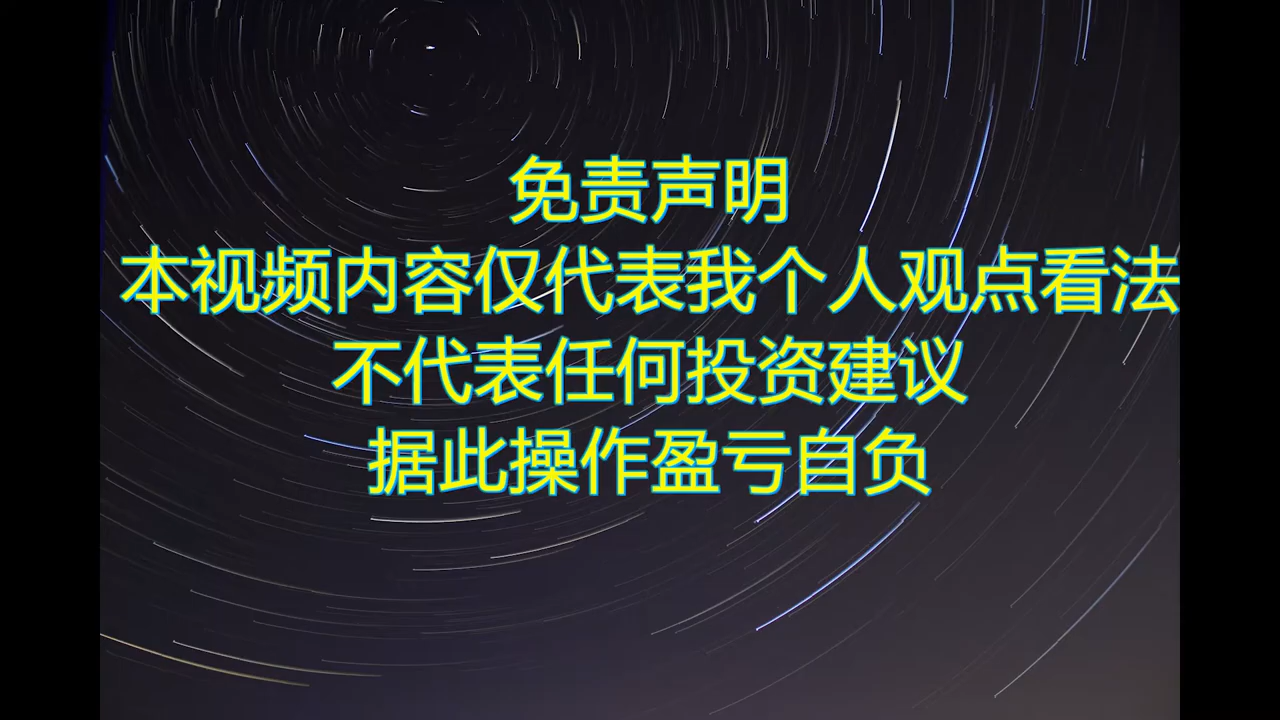 免责声明
本视频内容仅代表我个人观点看法
不代表任何投资建议
据此操作盈亏自负